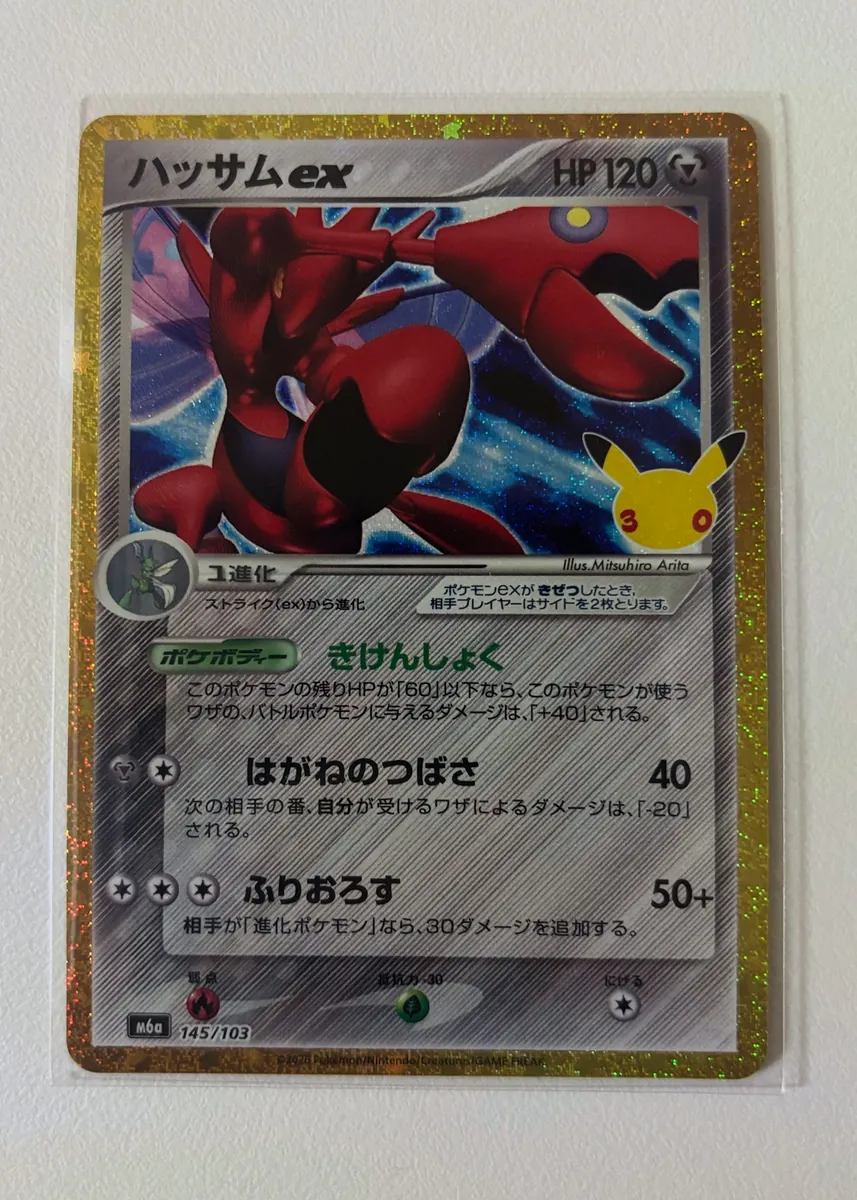 ハッサムex HP120
30
Illus.Mitsuhiro Arita
1進化
ストライク(ex)から進化
ポケモンexが きぜつしたとき、
相手プレイヤーはサイドを2枚とります。
ポケボディー きけんしょく
このポケモンの残りHPが「60」以下なら、このポケモンが使う
ワザの、バトルポケモンに与えるダメージは、「+40」される。
はがねのつばさ 40
次の相手の番、自分が受けるワザによるダメージは、「-20」
される。
ふりおろす 50+
相手が「進化ポケモン」なら、30ダメージを追加する。
弱点 抵抗力 -30 にげる
m6a 145/103
©2026 Pokémon/Nintendo/Creatures/GAME FREAK.